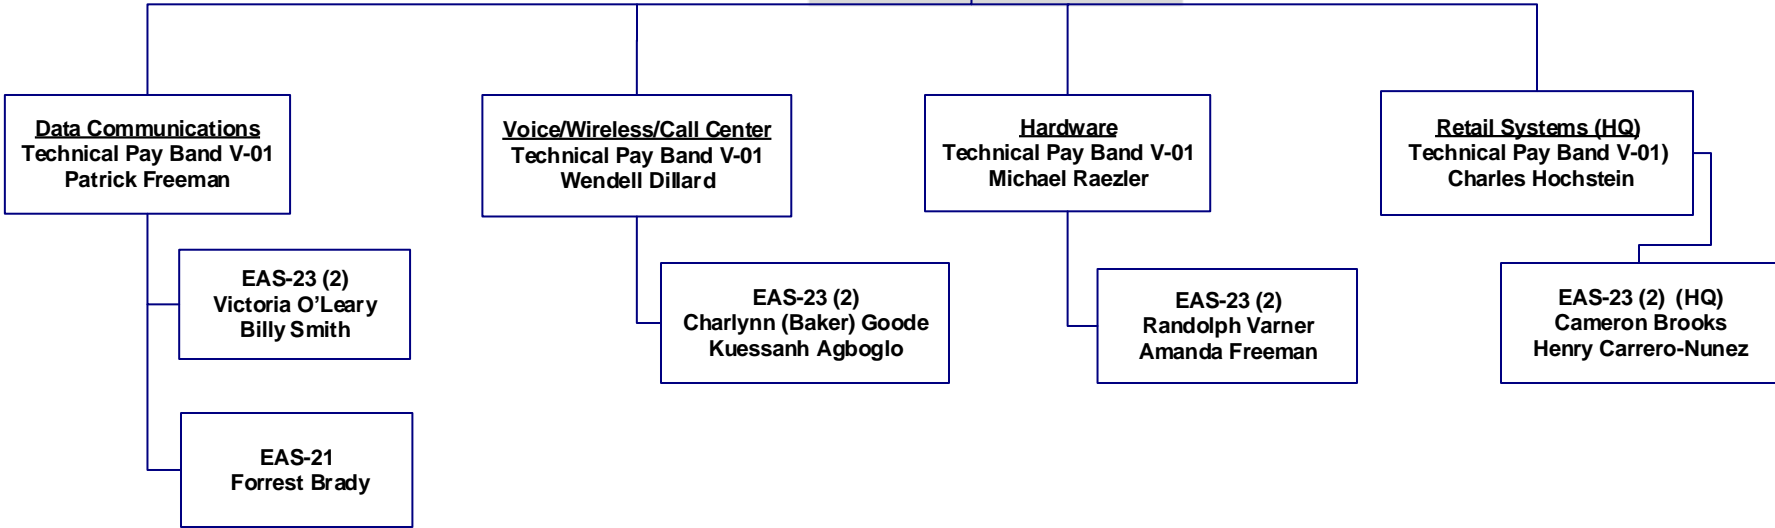 Data Communications
Technical Pay Band V-01
Patrick Freeman
Voice/Wireless/Call Center
Technical Pay Band V-01
Wendell Dillard
Hardware
Technical Pay Band V-01
Michael Raezler
Retail Systems (HQ)
Technical Pay Band V-01)
Charles Hochstein
EAS-23 (2)
Victoria O’Leary
Billy Smith
EAS-23 (2)
Charlynn (Baker) Goode
Kuessanh Agboglo
EAS-23 (2)
Randolph Varner
Amanda Freeman
EAS-23 (2) (HQ)
Cameron Brooks
Henry Carrero-Nunez
EAS-21
Forrest Brady